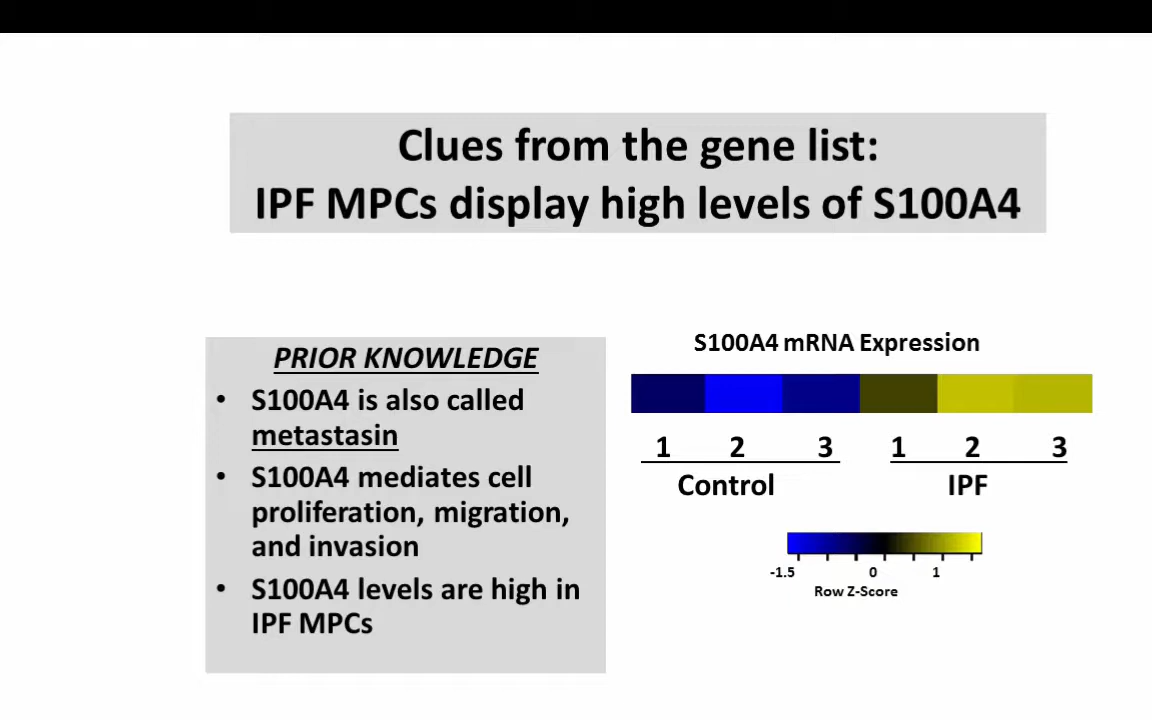 Clues from the gene list:
IPF MPCs display high levels of S100A4
PRIOR KNOWLEDGE
• S100A4 is also called
metastasin
• S100A4 mediates cell
proliferation, migration,
and invasion
• S100A4 levels are high in
IPF MPCs
S100A4 mRNA Expression
1 2 3 1 2 3
Control IPF
-1.5 0 1
Row Z-Score